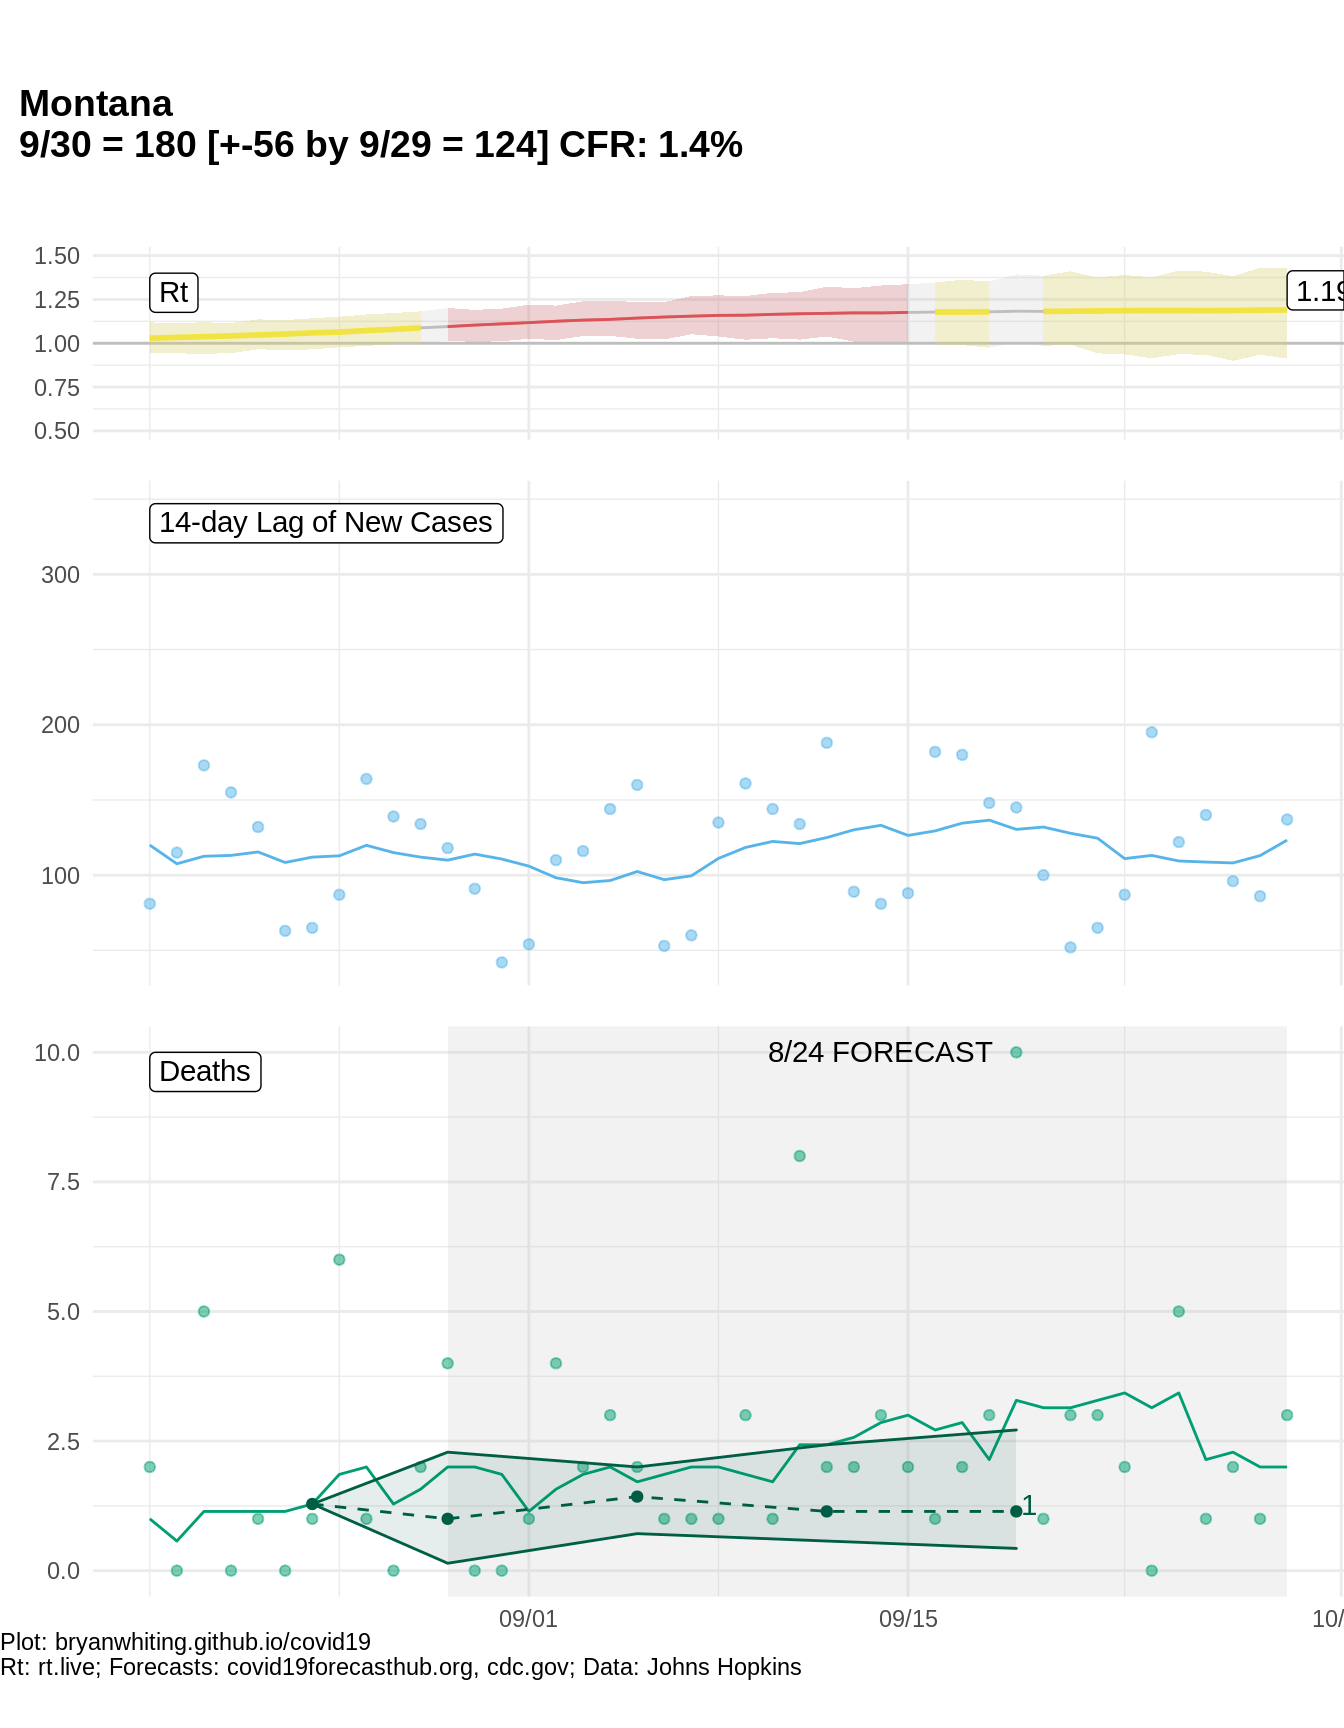 Montana
9/30 = 180 [+-56 by 9/29 = 124] CFR: 1.4%
1.50
Rt
1.19
1.25
1.00
0.75
0.50
14-day Lag of New Cases
300
200
100
8/24 FORECAST
10.0
Deaths
7.5
5.0
2.5
1
0.0
09/01 09/15 10/
Plot: bryanwhiting.github.io/covid19
Rt: rt.live; Forecasts: covid19forecasthub.org, cdc.gov; Data: Johns Hopkins